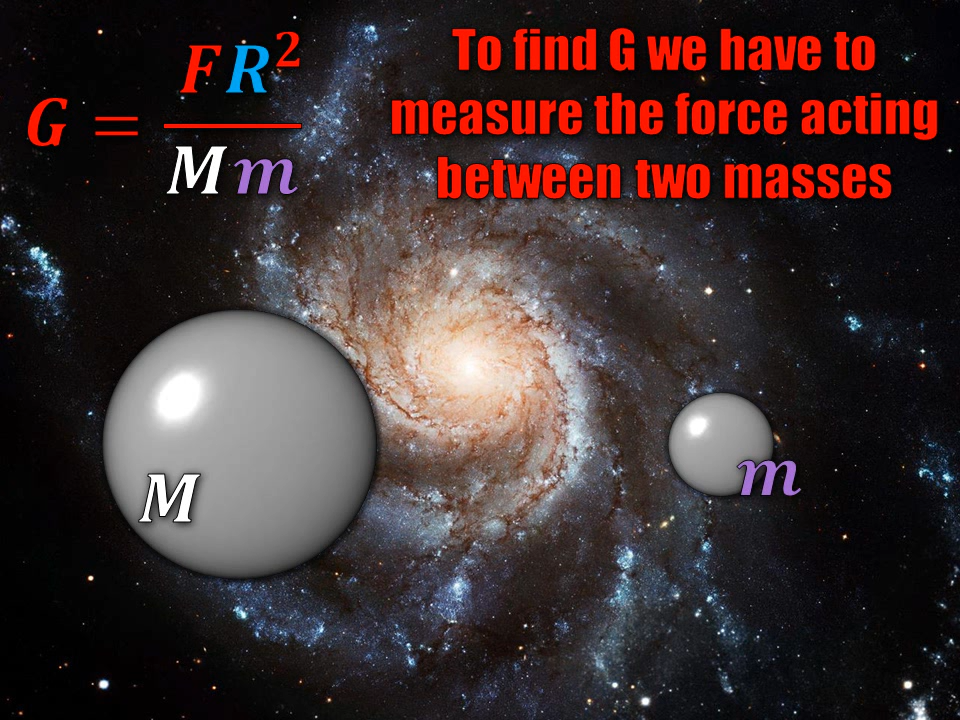 G = FR²/Mm
To find G we have to
measure the force acting
between two masses
M
m